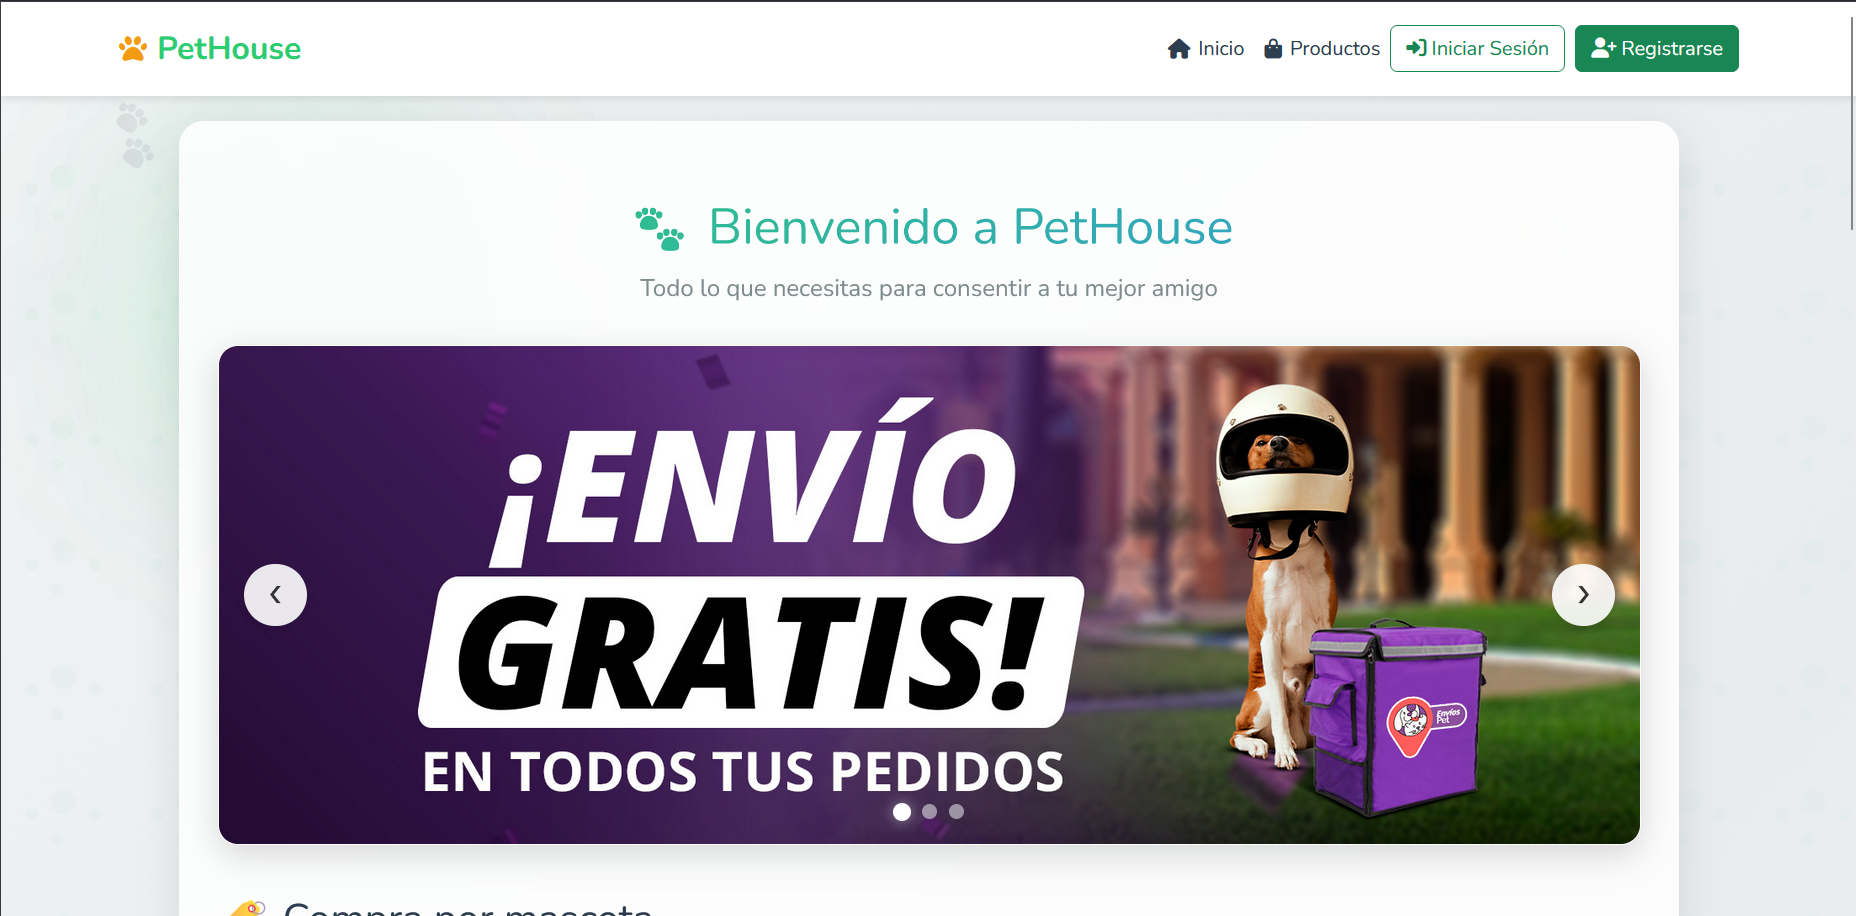 PetHouse
Inicio
Productos
Iniciar Sesión
Registrarse
Bienvenido a PetHouse
Todo lo que necesitas para consentir a tu mejor amigo
¡ENVÍO
GRATIS!
EN TODOS TUS PEDIDOS
Envíos
Pet
Compra por mascota